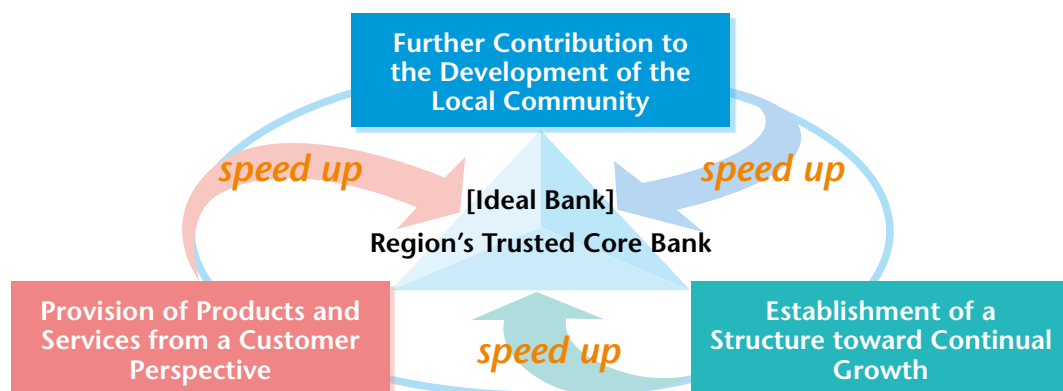 Further Contribution to
the Development of the
Local Community
speed up
speed up
[Ideal Bank]
Region’s Trusted Core Bank
Provision of Products and
Services from a Customer
Perspective
speed up
Establishment of a
Structure toward Continual
Growth